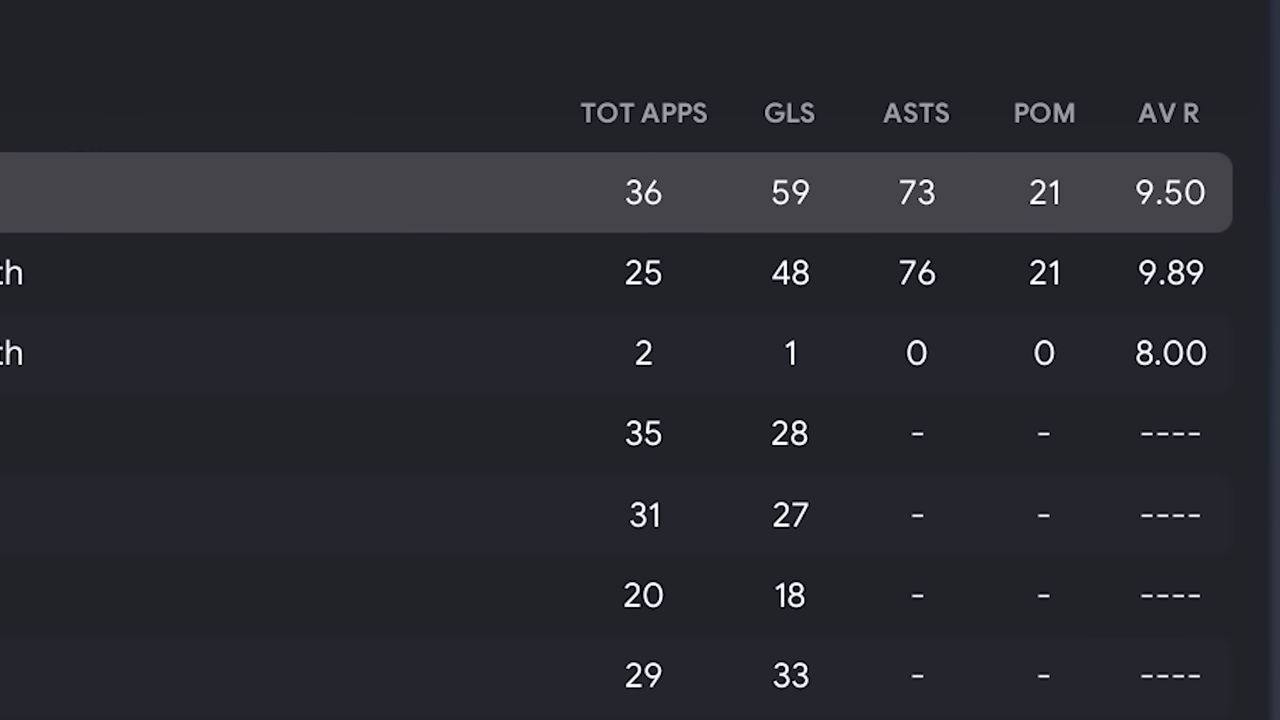 TOT APPS GLS ASTS POM AV R
36 59 73 21 9.50
th 25 48 76 21 9.89
th 2 1 0 0 8.00
35 28 - - ----
31 27 - - ----
20 18 - - ----
29 33 - - ----